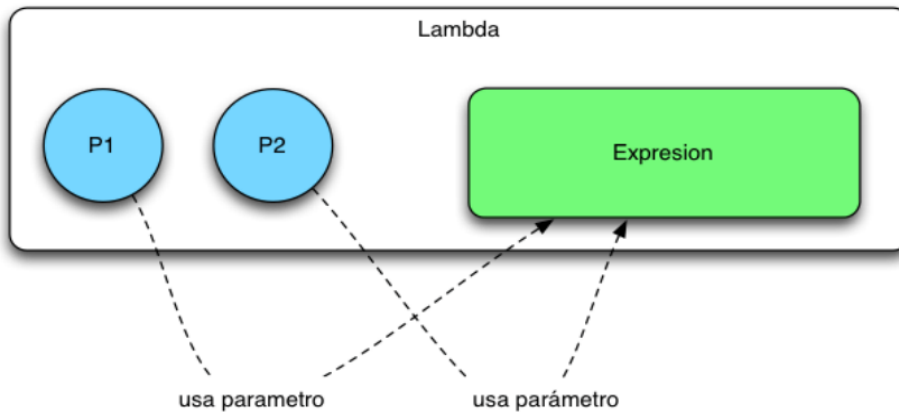 Lambda
P1
P2
Expresion
usa parametro
usa parámetro